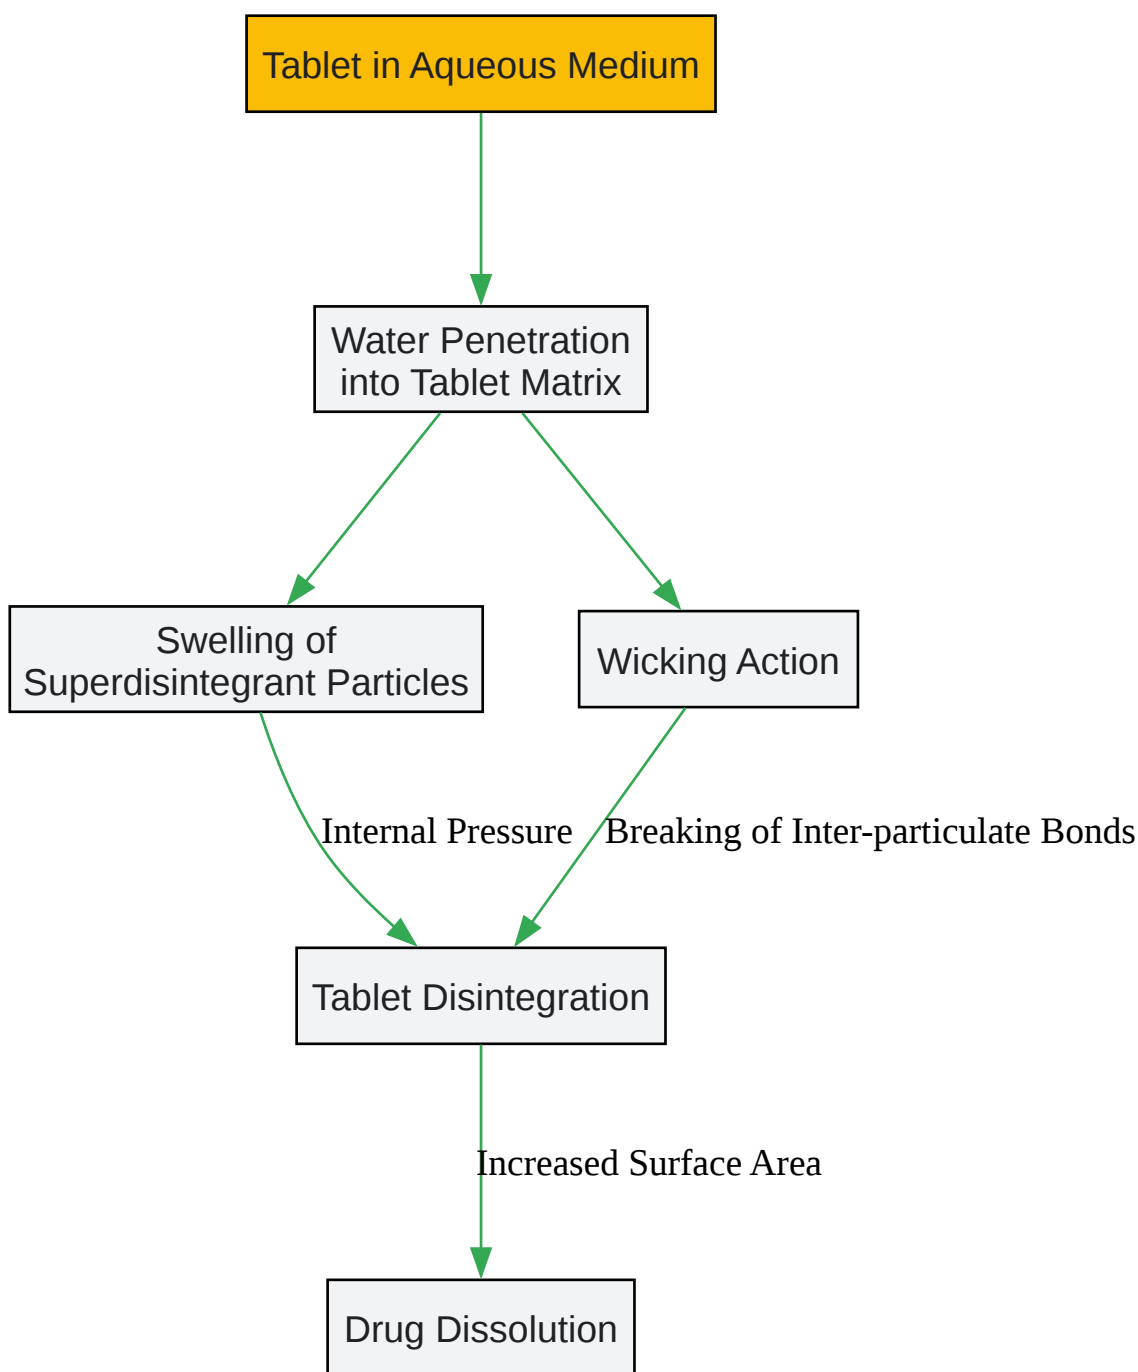 Tablet in Aqueous Medium
Water Penetration
into Tablet Matrix
Swelling of
Superdisintegrant Particles
Wicking Action
Internal Pressure
Breaking of Inter-particulate Bonds
Tablet Disintegration
Increased Surface Area
Drug Dissolution